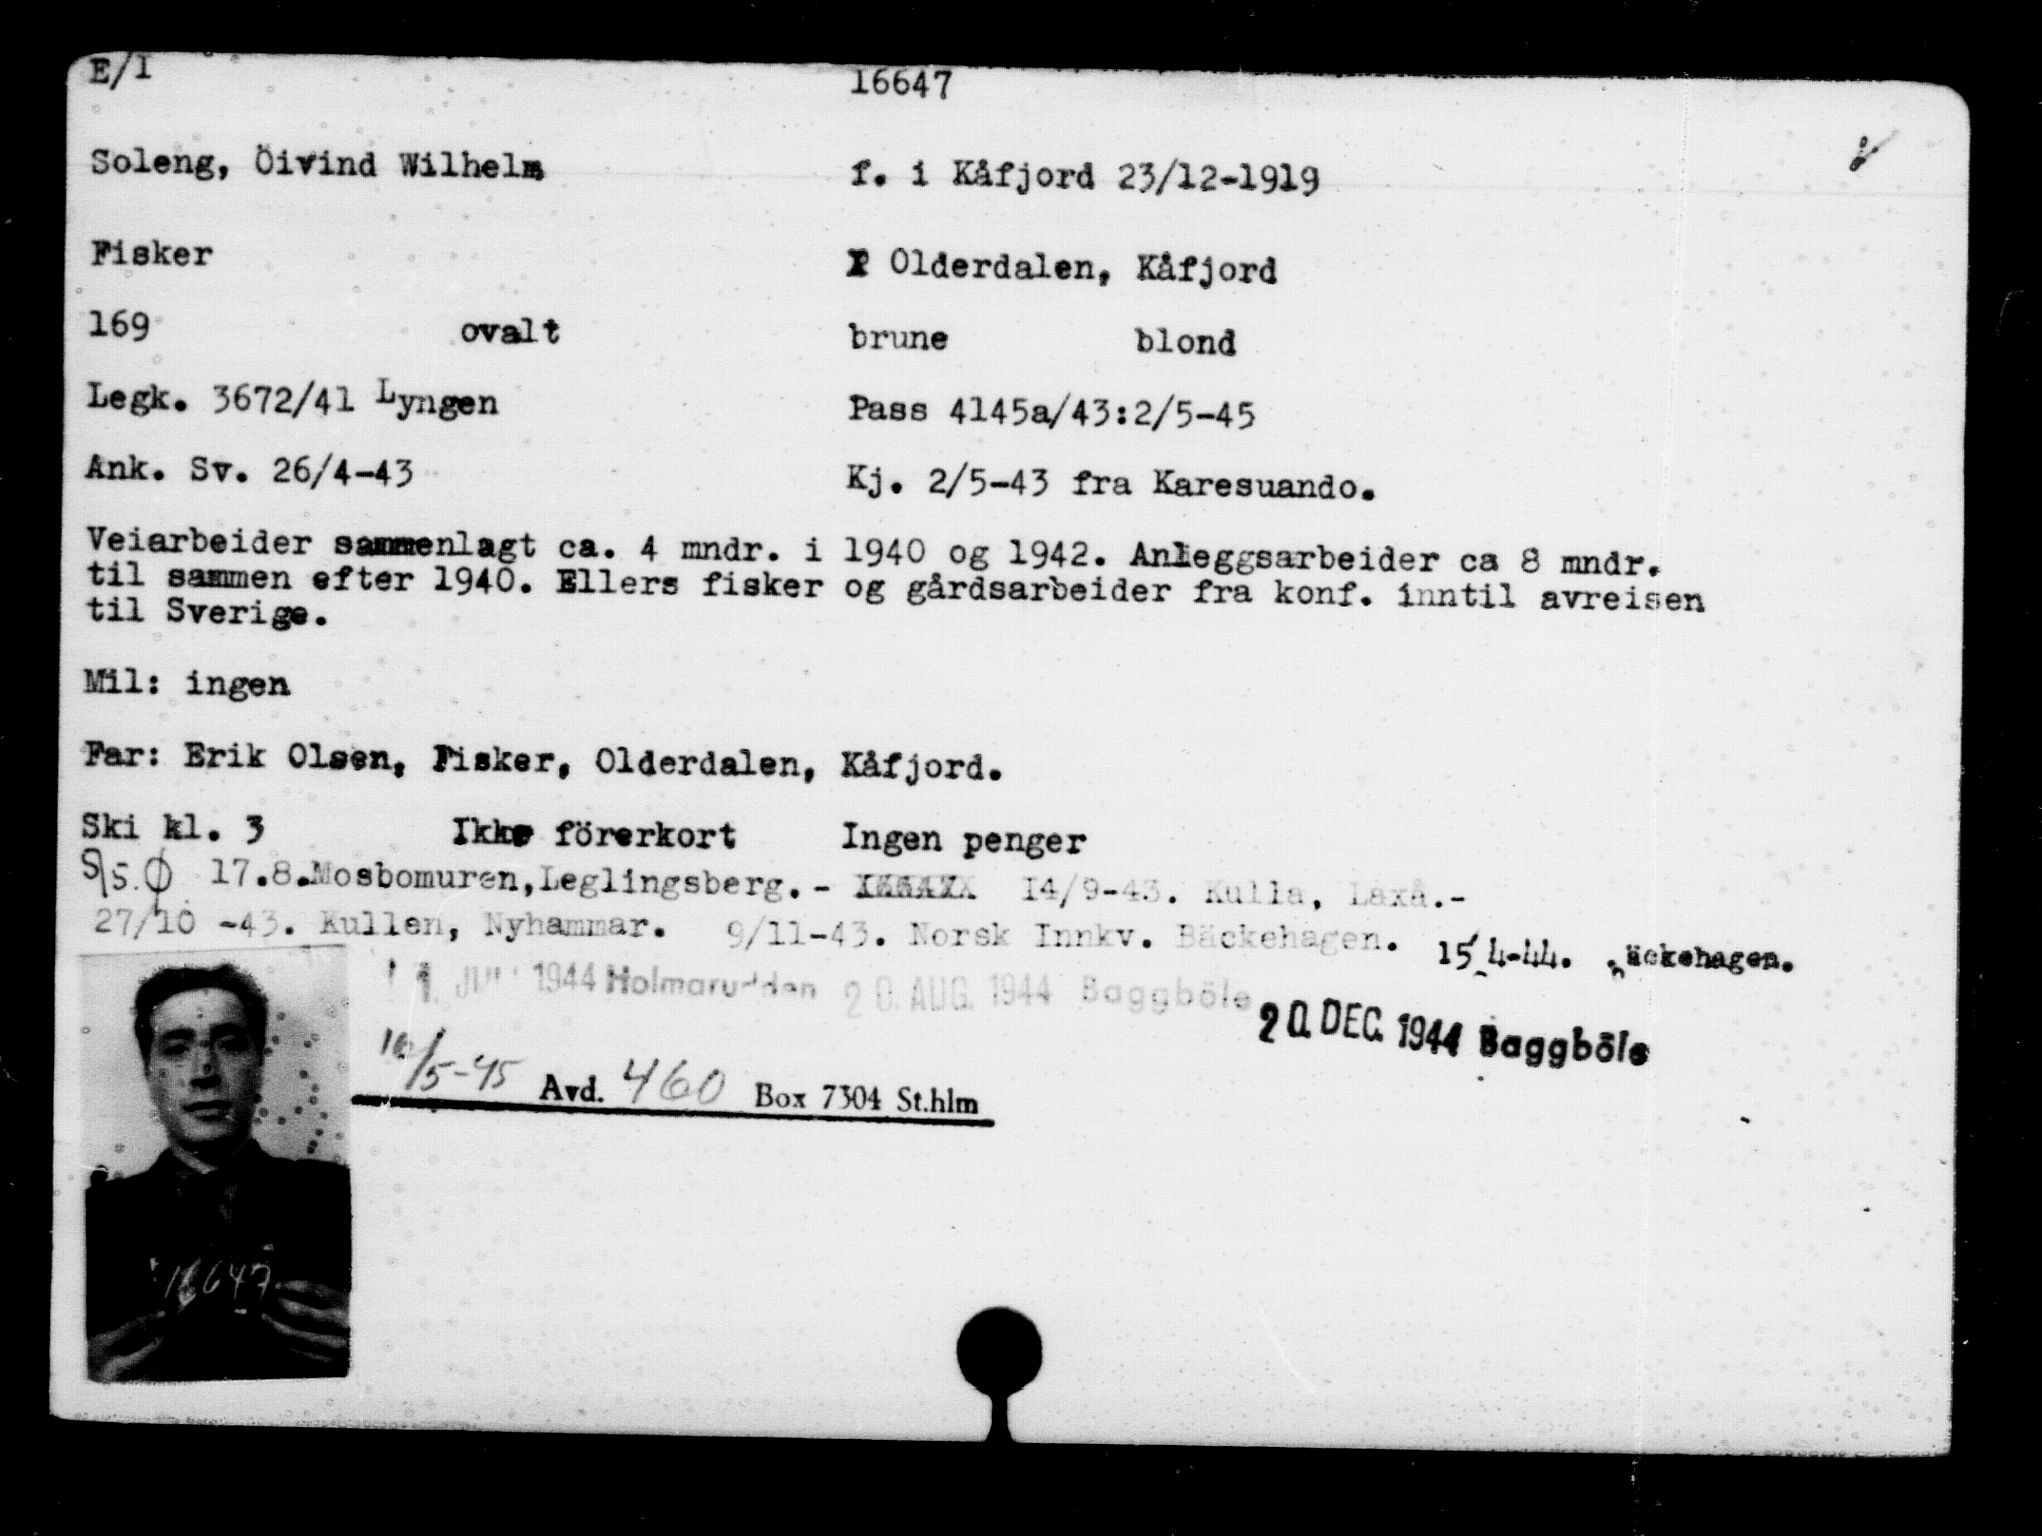 E/I 16647
Soleng, Öivind Wilhelm f. i Kåfjord 23/12-1919
Fisker Olderdalen, Kåfjord
169 ovalt brune blond
Legk. 3672/41 Lyngen Pass 4145a/43:2/5-45
Ank. Sv. 26/4-43 Kj. 2/5-43 fra Karesuando.
Veiarbeider sammenlagt ca. 4 mndr. i 1940 og 1942. Anleggsarbeider ca 8 mndr.
til sammen efter 1940. Ellers fisker og gårdsarbeider fra konf. inntil avreisen
til Sverige.
Mil: ingen
Far: Erik Olsen, Fisker, Olderdalen, Kåfjord.
Ski kl. 3 Ikke förerkort Ingen penger
S/5.Ø 17.8.Mosbomuren,Leglingsberg.- 14/9-43. Kulla, Laxå.-
27/10 -43. Kullen, Nyhammar. 9/11-43. Norsk Innkv. Bäckehagen. 15/4-44. äckehagen.
1944 Holmarudden 20. AUG. 1944 Baggböle 20. DEC. 1944 Baggböle
/5-45 Avd. 460 Box 7304 St.hlm
16647